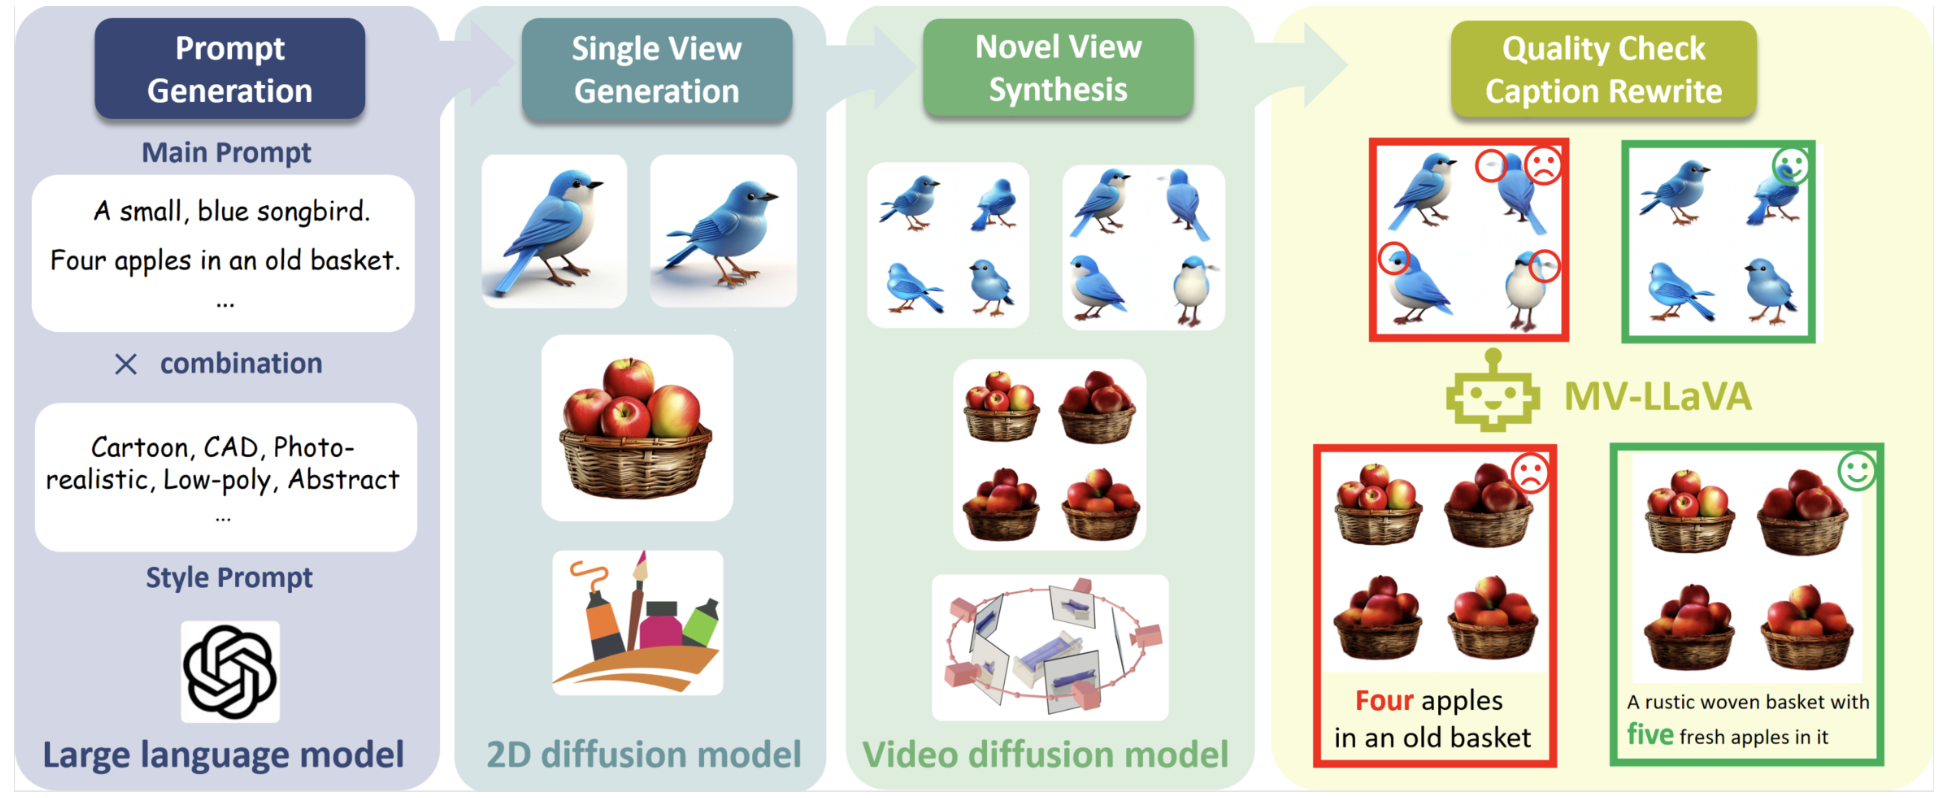 Prompt
Generation
Main Prompt
A small, blue songbird.
Four apples in an old basket.
...
× combination
Cartoon, CAD, Photo-
realistic, Low-poly, Abstract
...
Style Prompt
Large language model
Single View
Generation
2D diffusion model
Novel View
Synthesis
Video diffusion model
Quality Check
Caption Rewrite
MV-LLaVA
Four apples
in an old basket
A rustic woven basket with
five fresh apples in it